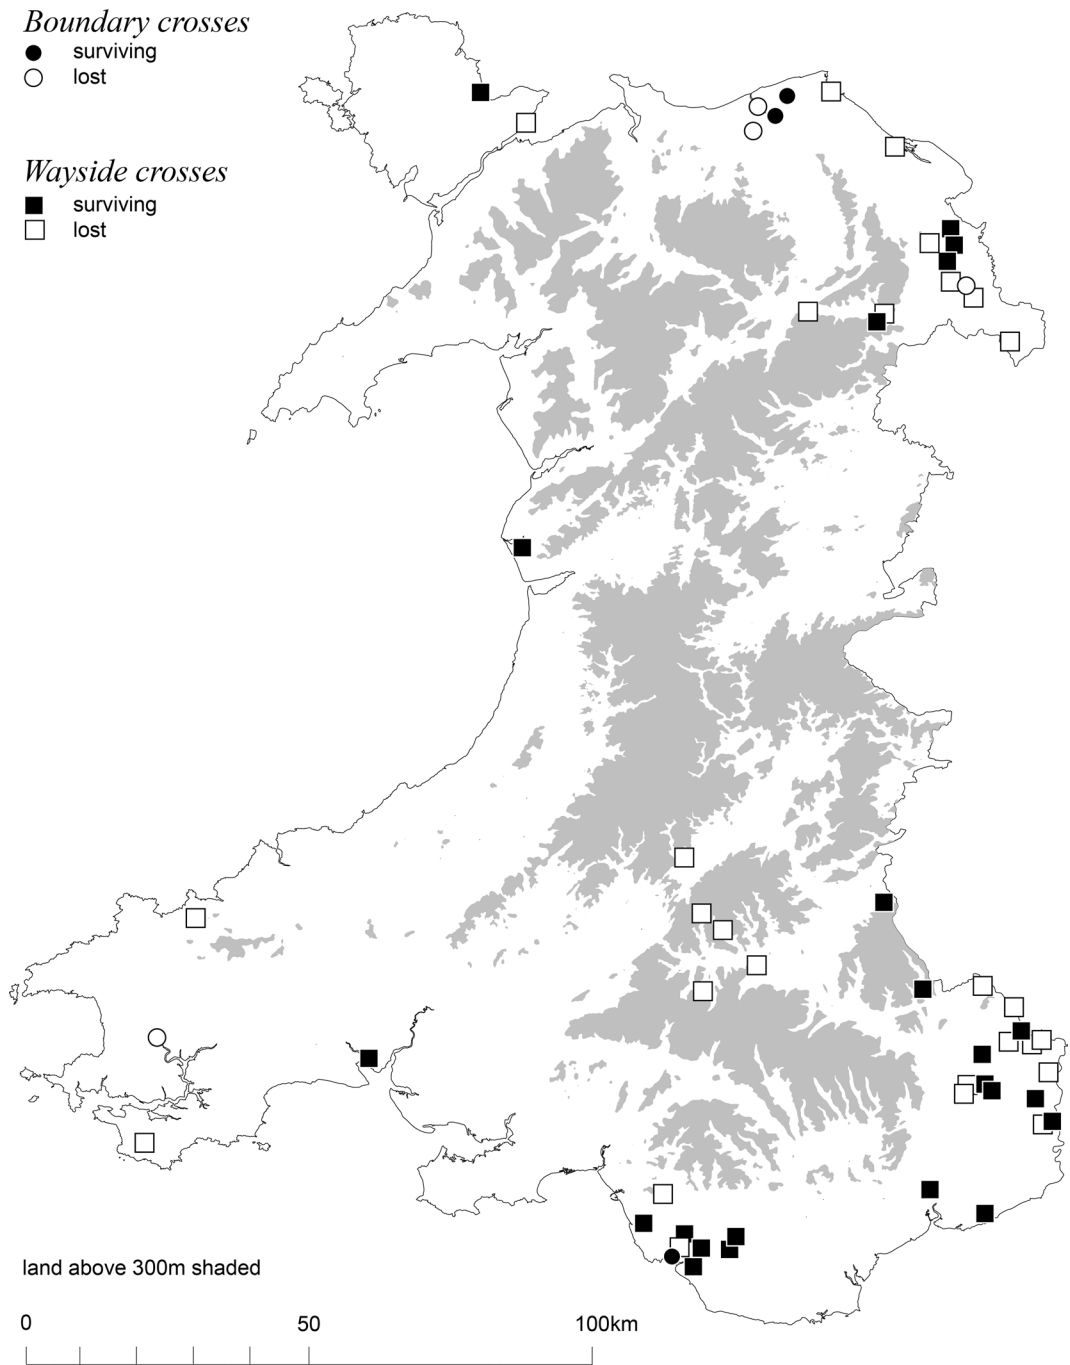 Boundary crosses
surviving
lost
Wayside crosses
surviving
lost
land above 300m shaded
0 50 100km